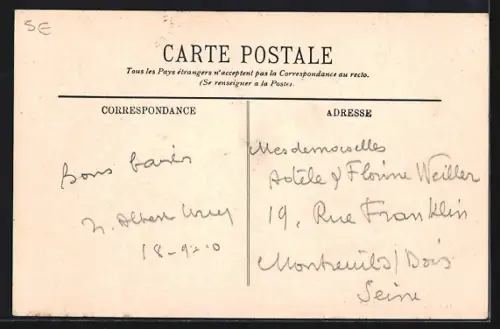 5E
CARTE POSTALE
Tous les Pays étrangers n'acceptent pas la Correspondance au recto.
(Se renseigner a la Poste).
CORRESPONDANCE
ADRESSE
Bons baisers
Albert
18-9-10
Mesdemoiselles
Adèle & Florine Weiller
19, Rue Franklin
Montreuil s/ Bois
Seine